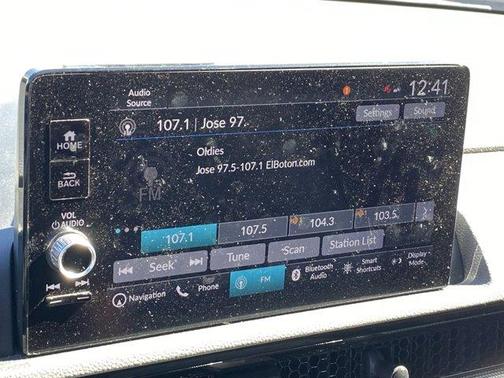 Audio
Source
12:41
107.1 | Jose 97.
Settings
Sound
HOME
Oldies
Jose 97.5-107.1 ElBoton.com
BACK
FM
VOL
AUDIO
107.1
107.5
104.3
103.5
Seek
Tune
Scan
Station List
Navigation
Phone
FM
Bluetooth
Audio
Smart
Shortcuts
Display
Mode